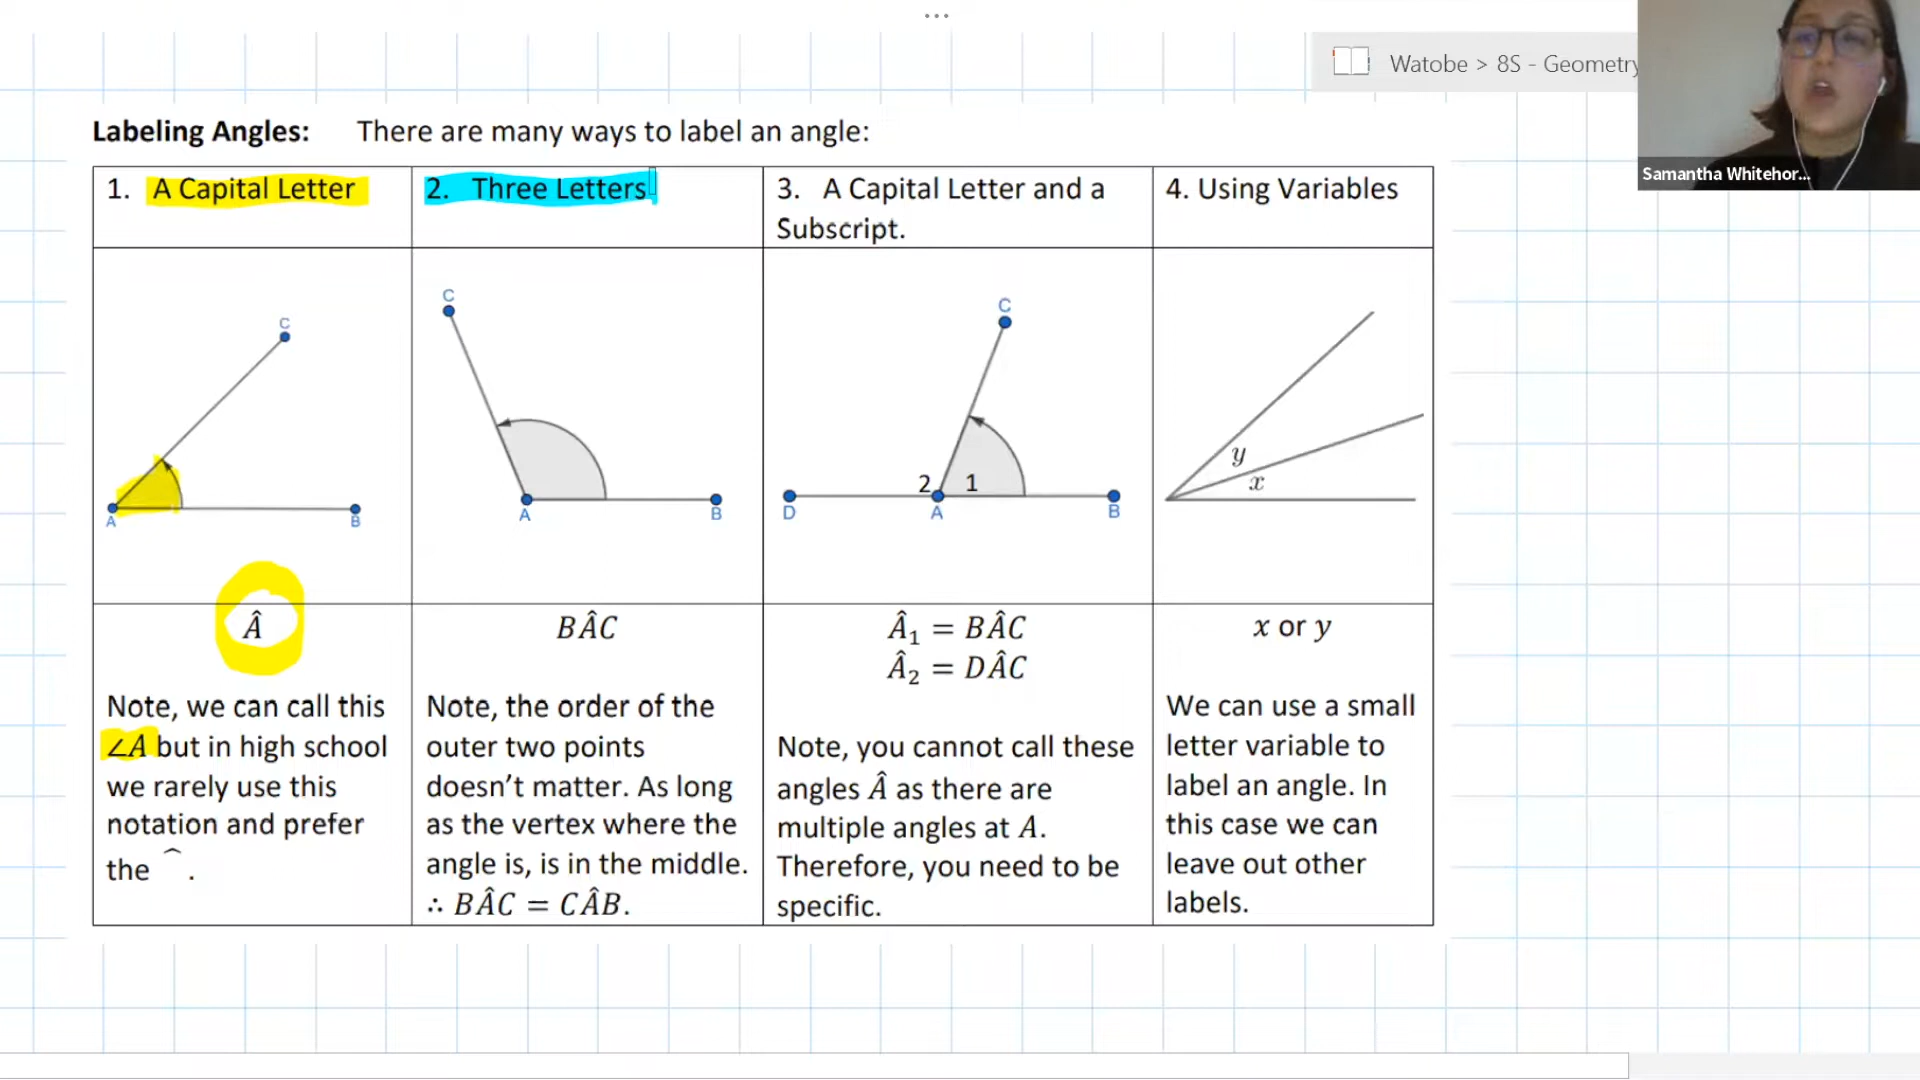 ...
Watobe > 8S - Geometry
Samantha Whitehor...
Labeling Angles: There are many ways to label an angle:
1. A Capital Letter
2. Three Letters
3. A Capital Letter and a
Subscript.
4. Using Variables
C
A
B
C
A
B
C
2
1
D
A
B
y
x
Â
Note, we can call this
∠A but in high school
we rarely use this
notation and prefer
the ⌒.
BÂC
Note, the order of the
outer two points
doesn't matter. As long
as the vertex where the
angle is, is in the middle.
∴ BÂC = CÂB.
Â₁ = BÂC
Â₂ = DÂC
Note, you cannot call these
angles Â as there are
multiple angles at A.
Therefore, you need to be
specific.
x or y
We can use a small
letter variable to
label an angle. In
this case we can
leave out other
labels.